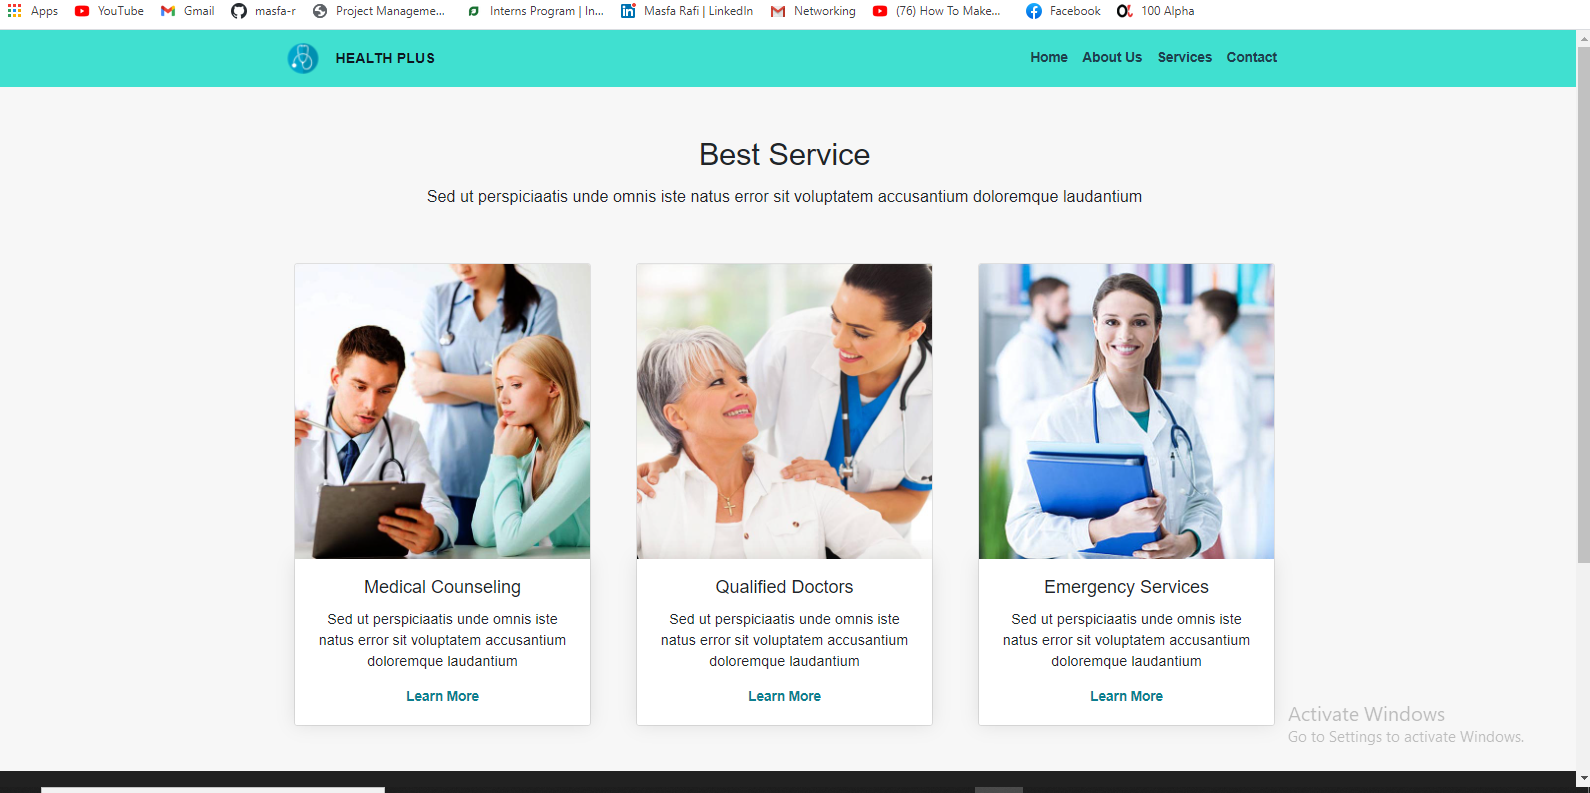 Apps YouTube Gmail masfa-r Project Manageme... Interns Program | In... Masfa Rafi | LinkedIn Networking (76) How To Make... Facebook 100 Alpha
HEALTH PLUS Home About Us Services Contact
Best Service
Sed ut perspiciaatis unde omnis iste natus error sit voluptatem accusantium doloremque laudantium
Medical Counseling
Sed ut perspiciaatis unde omnis iste
natus error sit voluptatem accusantium
doloremque laudantium
Learn More
Qualified Doctors
Sed ut perspiciaatis unde omnis iste
natus error sit voluptatem accusantium
doloremque laudantium
Learn More
Emergency Services
Sed ut perspiciaatis unde omnis iste
natus error sit voluptatem accusantium
doloremque laudantium
Learn More
Activate Windows
Go to Settings to activate Windows.